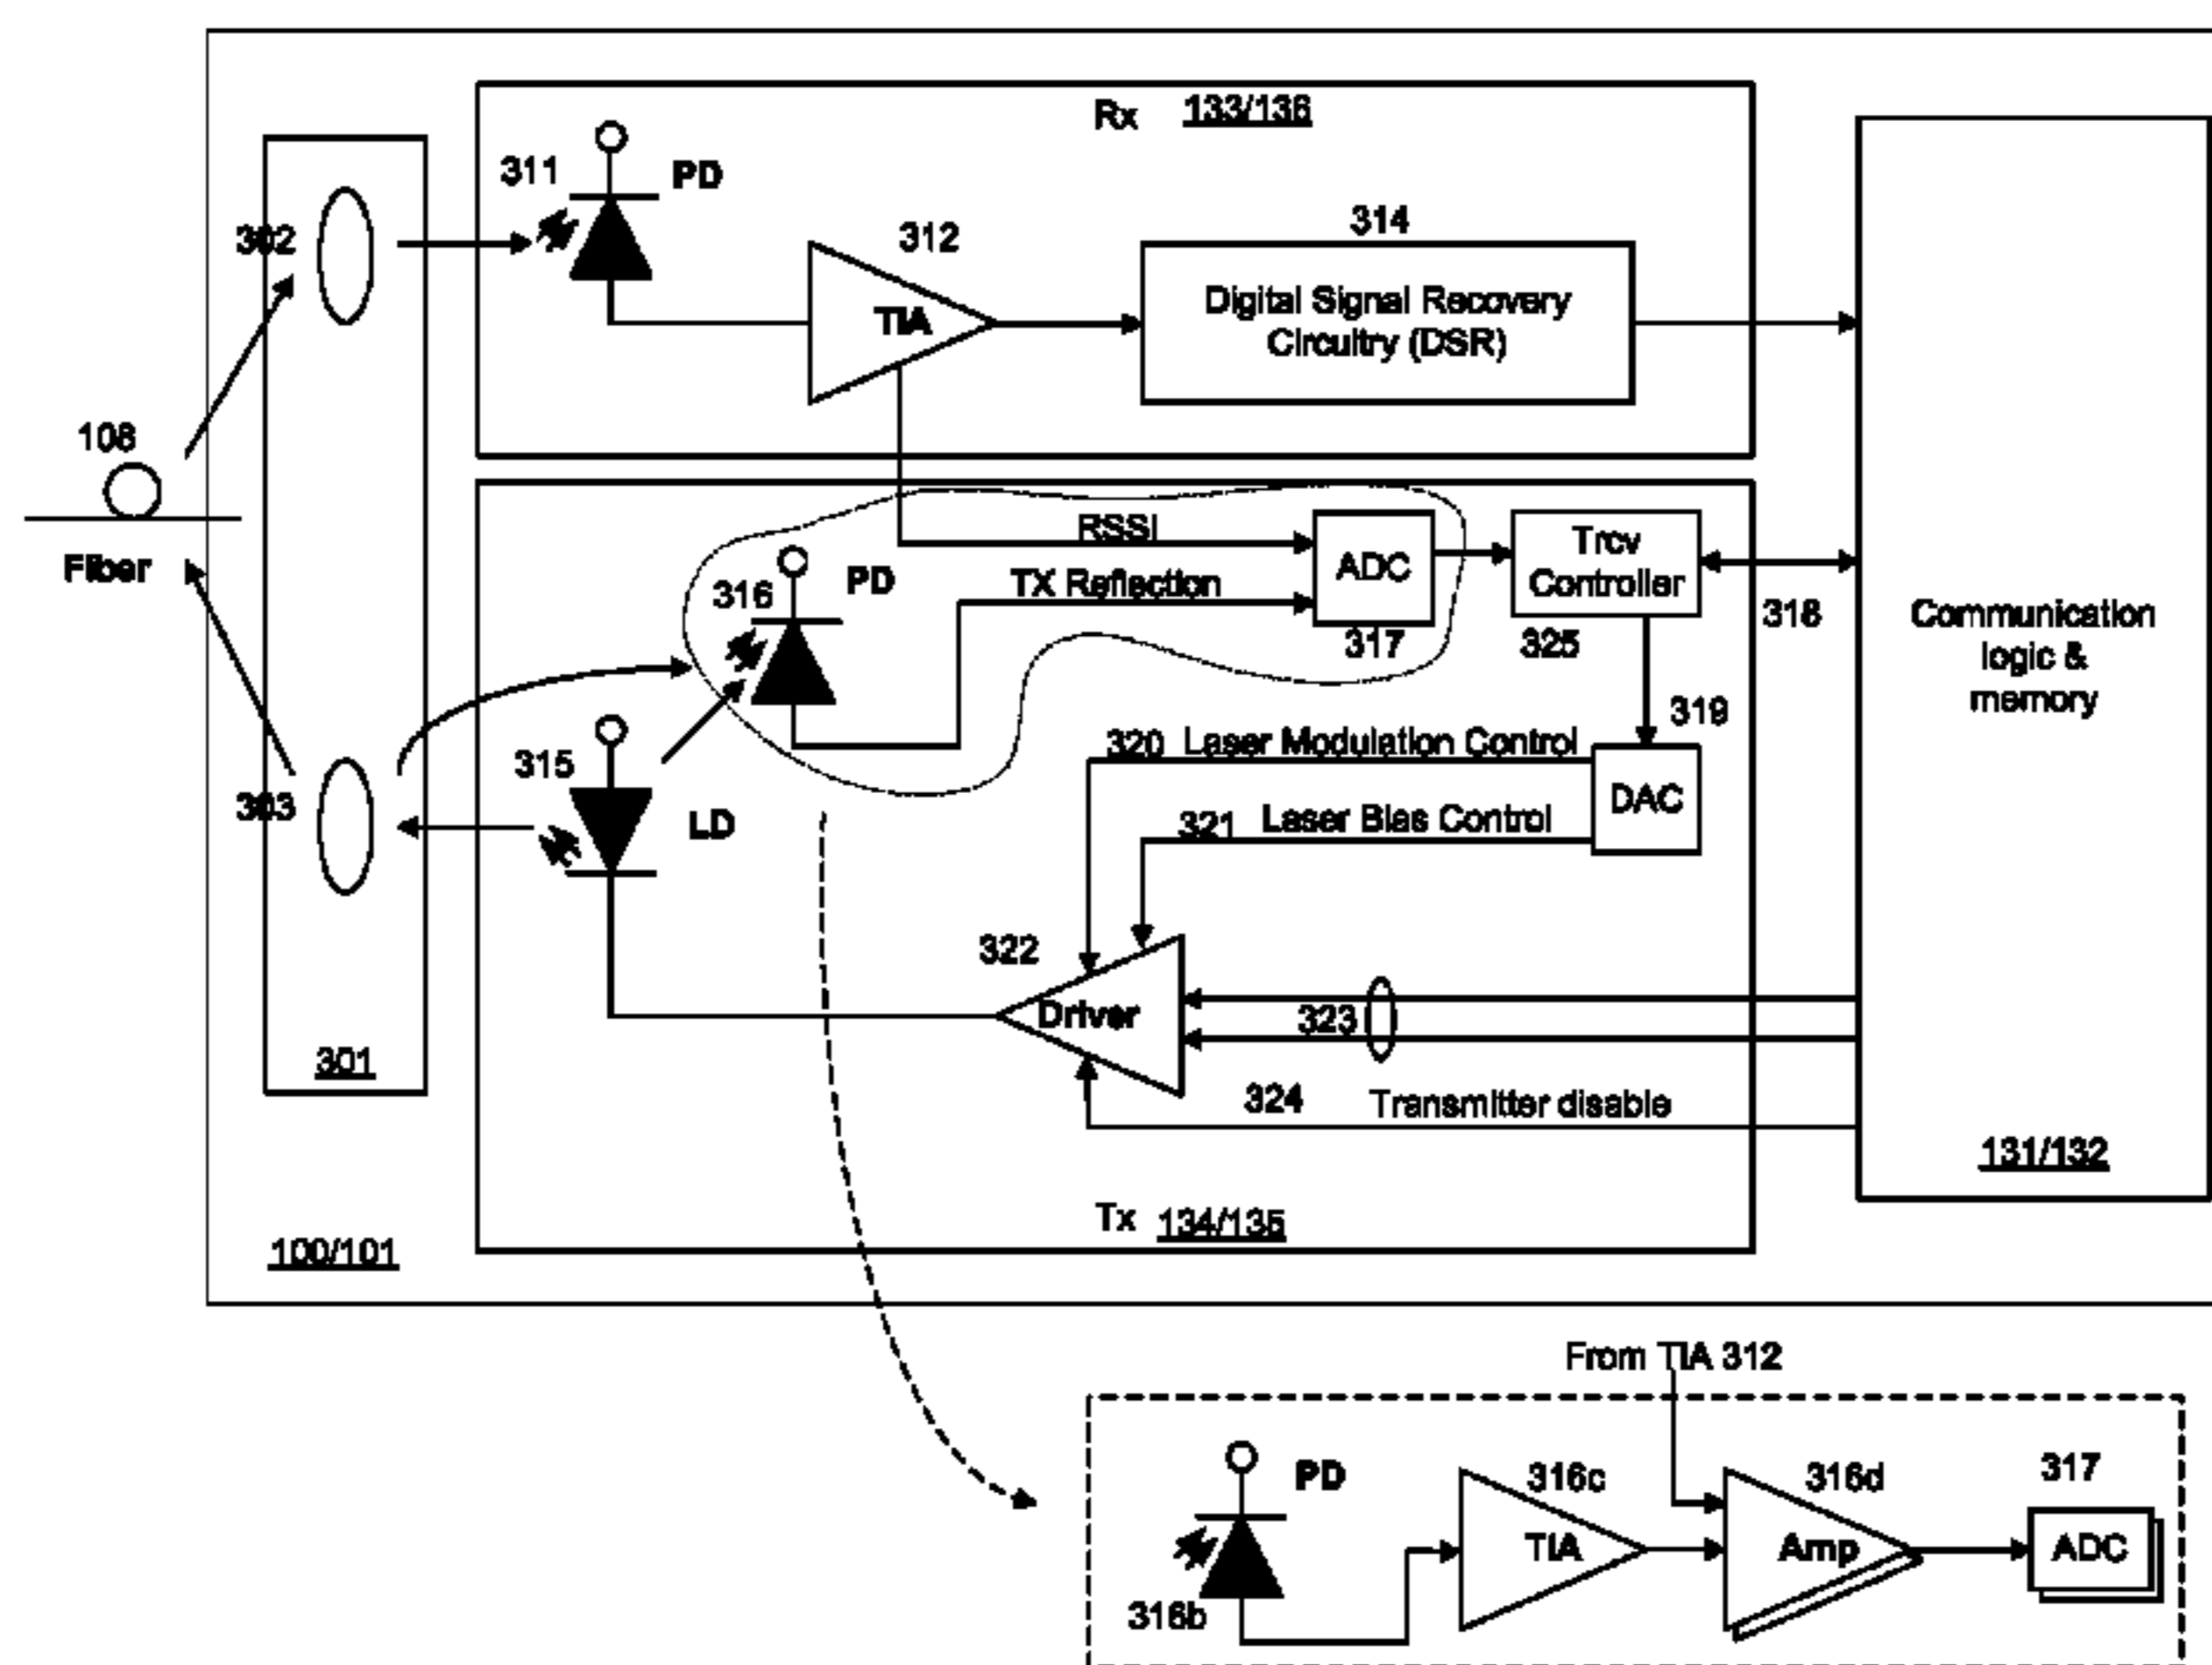 Rx 133/136
311
PD
302
312
314
TIA
Digital Signal Recovery
Circuitry (DSR)
108
Fiber
RSSI
ADC
Trcv
Controller
PD
316
TX Reflection
317
325
318
Communication
logic &
memory
319
315
320 Laser Modulation Control
DAC
303
LD
321 Laser Bias Control
322
Driver
323
301
324 Transmitter disable
131/132
Tx 134/135
100/101
From TIA 312
PD
316c
316d
317
TIA
Amp
ADC
316b